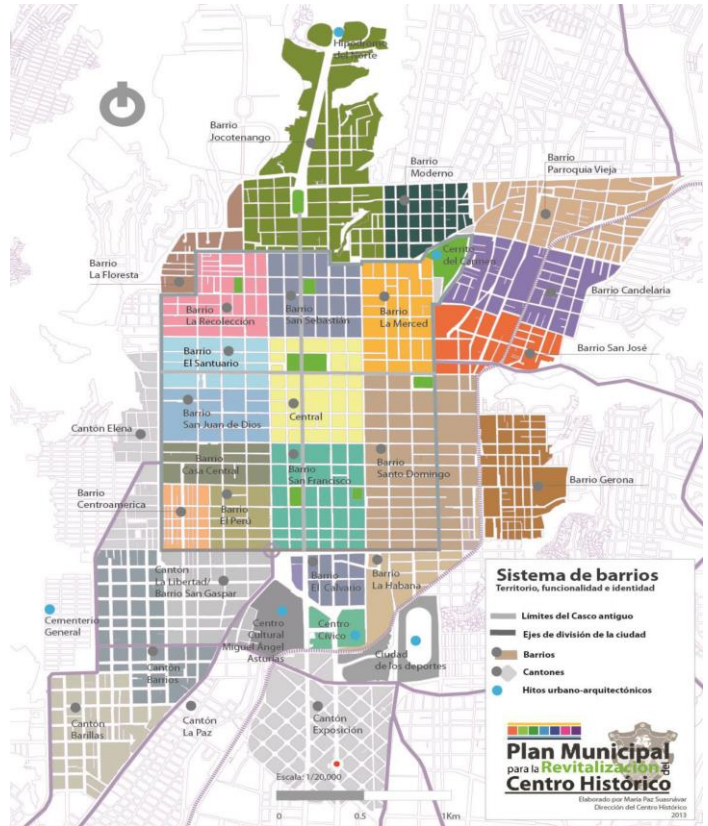 Hipódromo
del Norte
Barrio
Jocotenango
Barrio
Moderno
Barrio
Parroquia Vieja
Cerrito
del Carmen
Barrio
La Floresta
Barrio
La Recolección
Barrio
San Sebastián
Barrio
La Merced
Barrio Candelaria
Barrio San José
Barrio
El Santuario
Barrio
San Juan de Dios
Central
Cantón Elena
Barrio
Casa Central
Barrio
San Francisco
Barrio
Santo Domingo
Barrio Gerona
Barrio
Centroamerica
Barrio
El Perú
Cantón
La Libertad/
Barrio San Gaspar
Barrio
El Calvario
Barrio
La Habana
Cementerio
General
Centro
Cultural
Miguel Ángel
Asturias
Centro
Cívico
Ciudad
de los deportes
Cantón
Barrios
Cantón
Barillas
Cantón
La Paz
Cantón
Exposición
Escala: 1/20,000
0 0.5 1Km
Sistema de barrios
Territorio, funcionalidad e identidad
Límites del Casco antiguo
Ejes de división de la ciudad
Barrios
Cantones
Hitos urbano-arquitectónicos
Plan Municipal
para la Revitalización del
Centro Histórico
Elaborado por Maria Paz Suasnávar
Dirección del Centro Histórico
2013